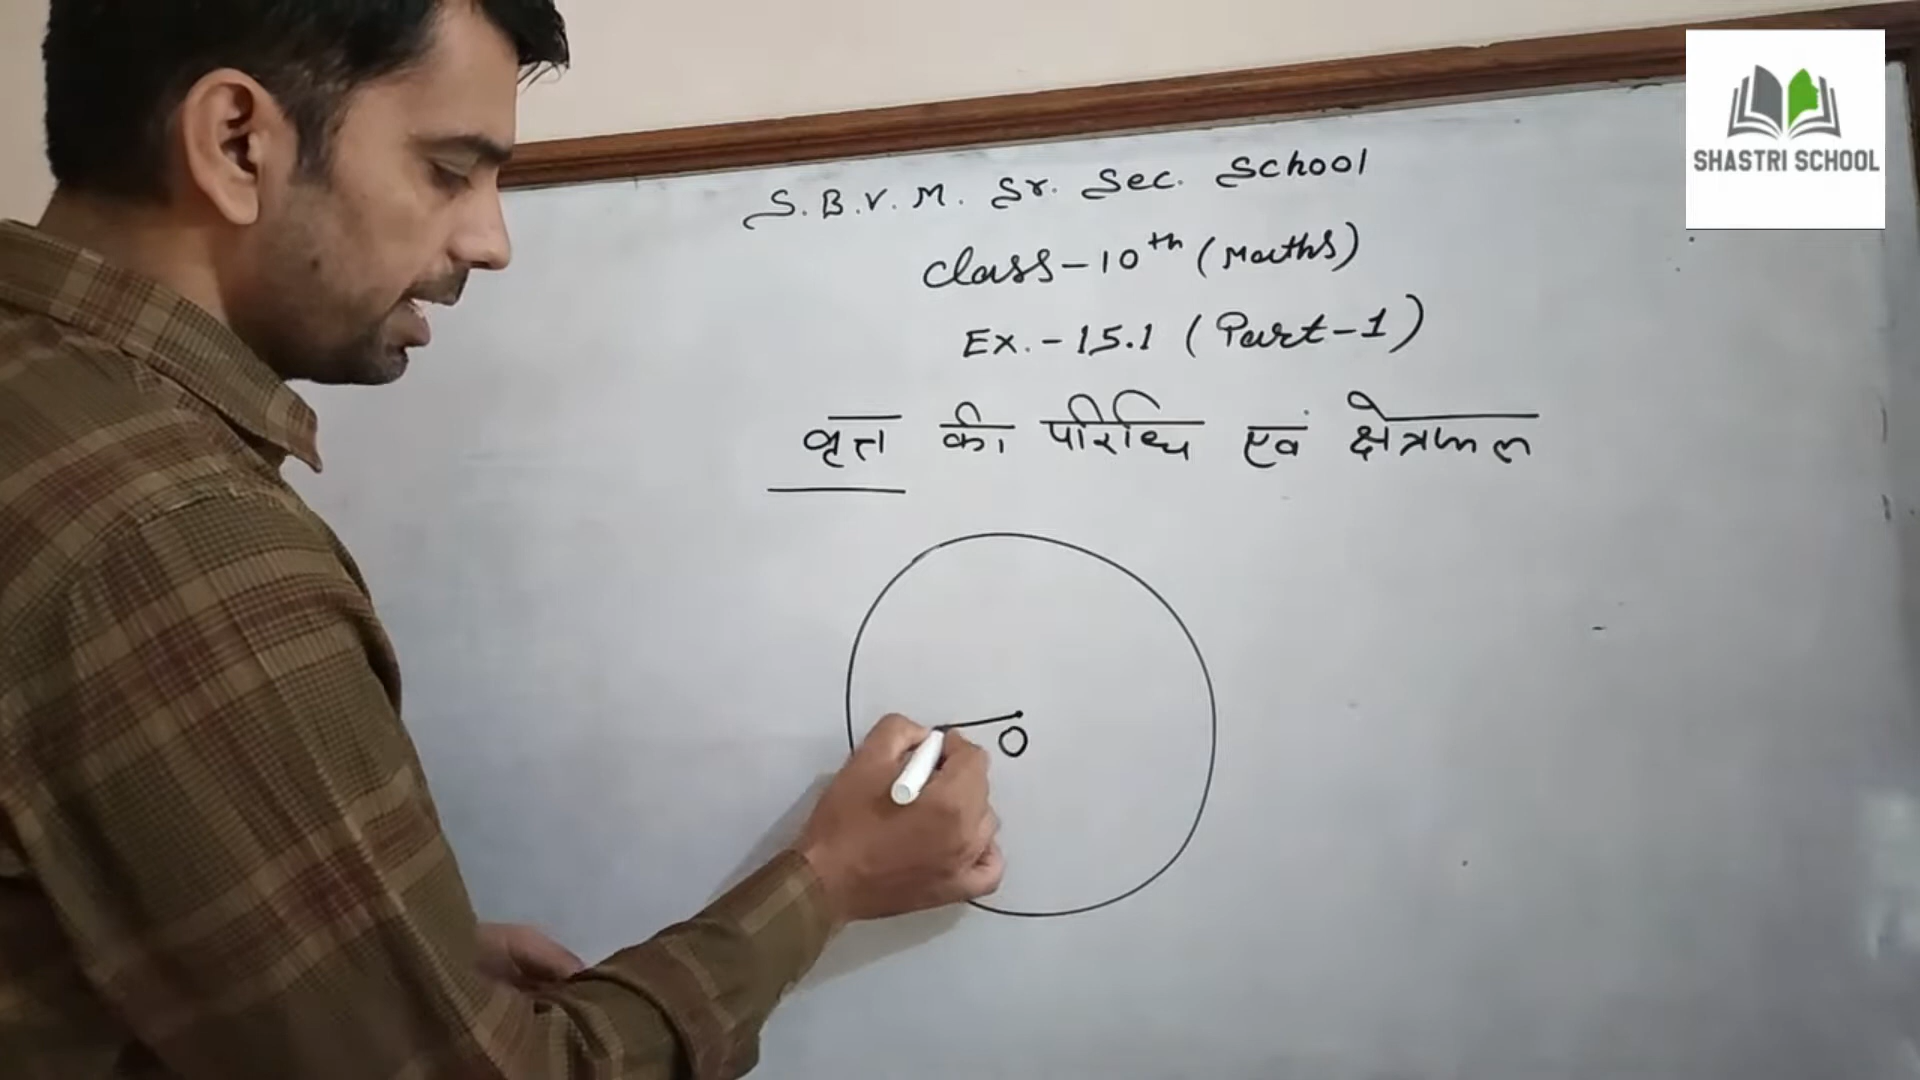 S.B.V.M. Sr. Sec. School
Class-10th (Maths)
Ex.-15.1 (Part-1)
वृत्त की परिधि एवं क्षेत्रफल
O
SHASTRI SCHOOL